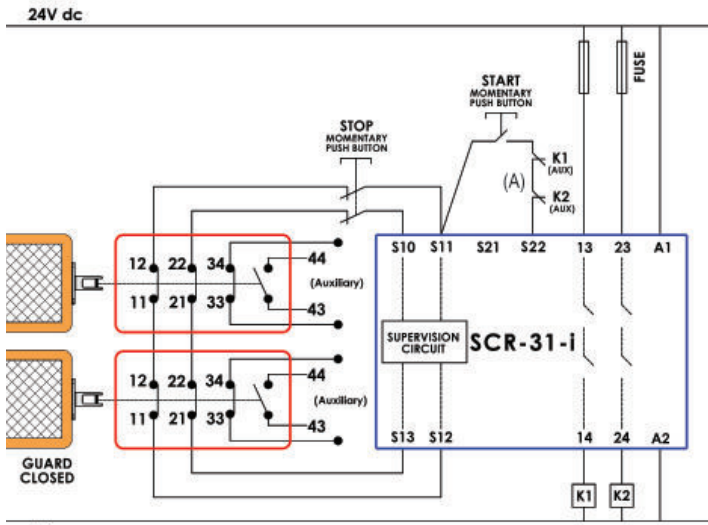 24V dc
FUSE
START
MOMENTARY
PUSH BUTTON
STOP
MOMENTARY
PUSH BUTTON
K1
(AUX)
(A)
K2
(AUX)
12 22 34 44
(Auxiliary)
11 21 33 43
S10 S11 S21 S22 13 23 A1
SUPERVISION
CIRCUIT
SCR-31-i
12 22 34 44
(Auxiliary)
11 21 33 43
S13 S12 14 24 A2
GUARD
CLOSED
K1 K2